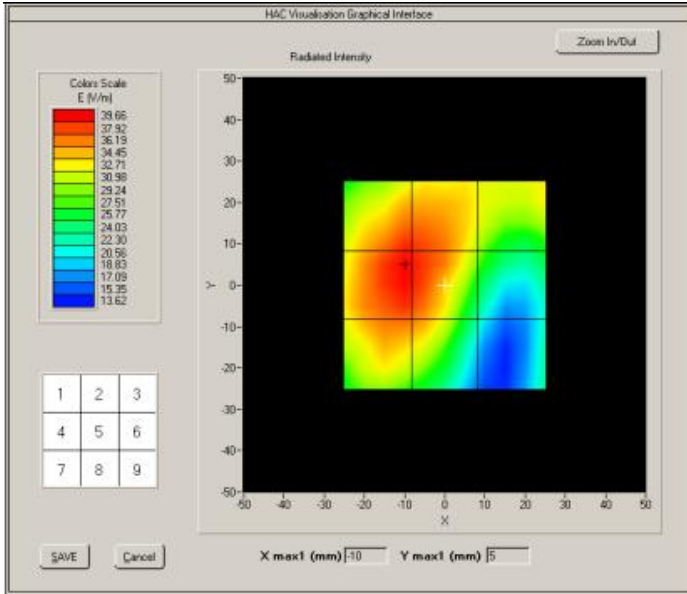 HAC Visualisation Graphical Interface
Zoom In/Out
Radiated Intensity
Colors Scale
E (V/m)
39.66
37.92
36.19
34.45
32.71
30.98
29.24
27.51
25.77
24.03
22.30
20.56
18.83
17.09
15.35
13.62
50
40
30
20
10
0
-10
-20
-30
-40
-50
Y
-50 -40 -30 -20 -10 0 10 20 30 40 50
X
1 2 3
4 5 6
7 8 9
SAVE Cancel
X max1 (mm) -10 Y max1 (mm) 5